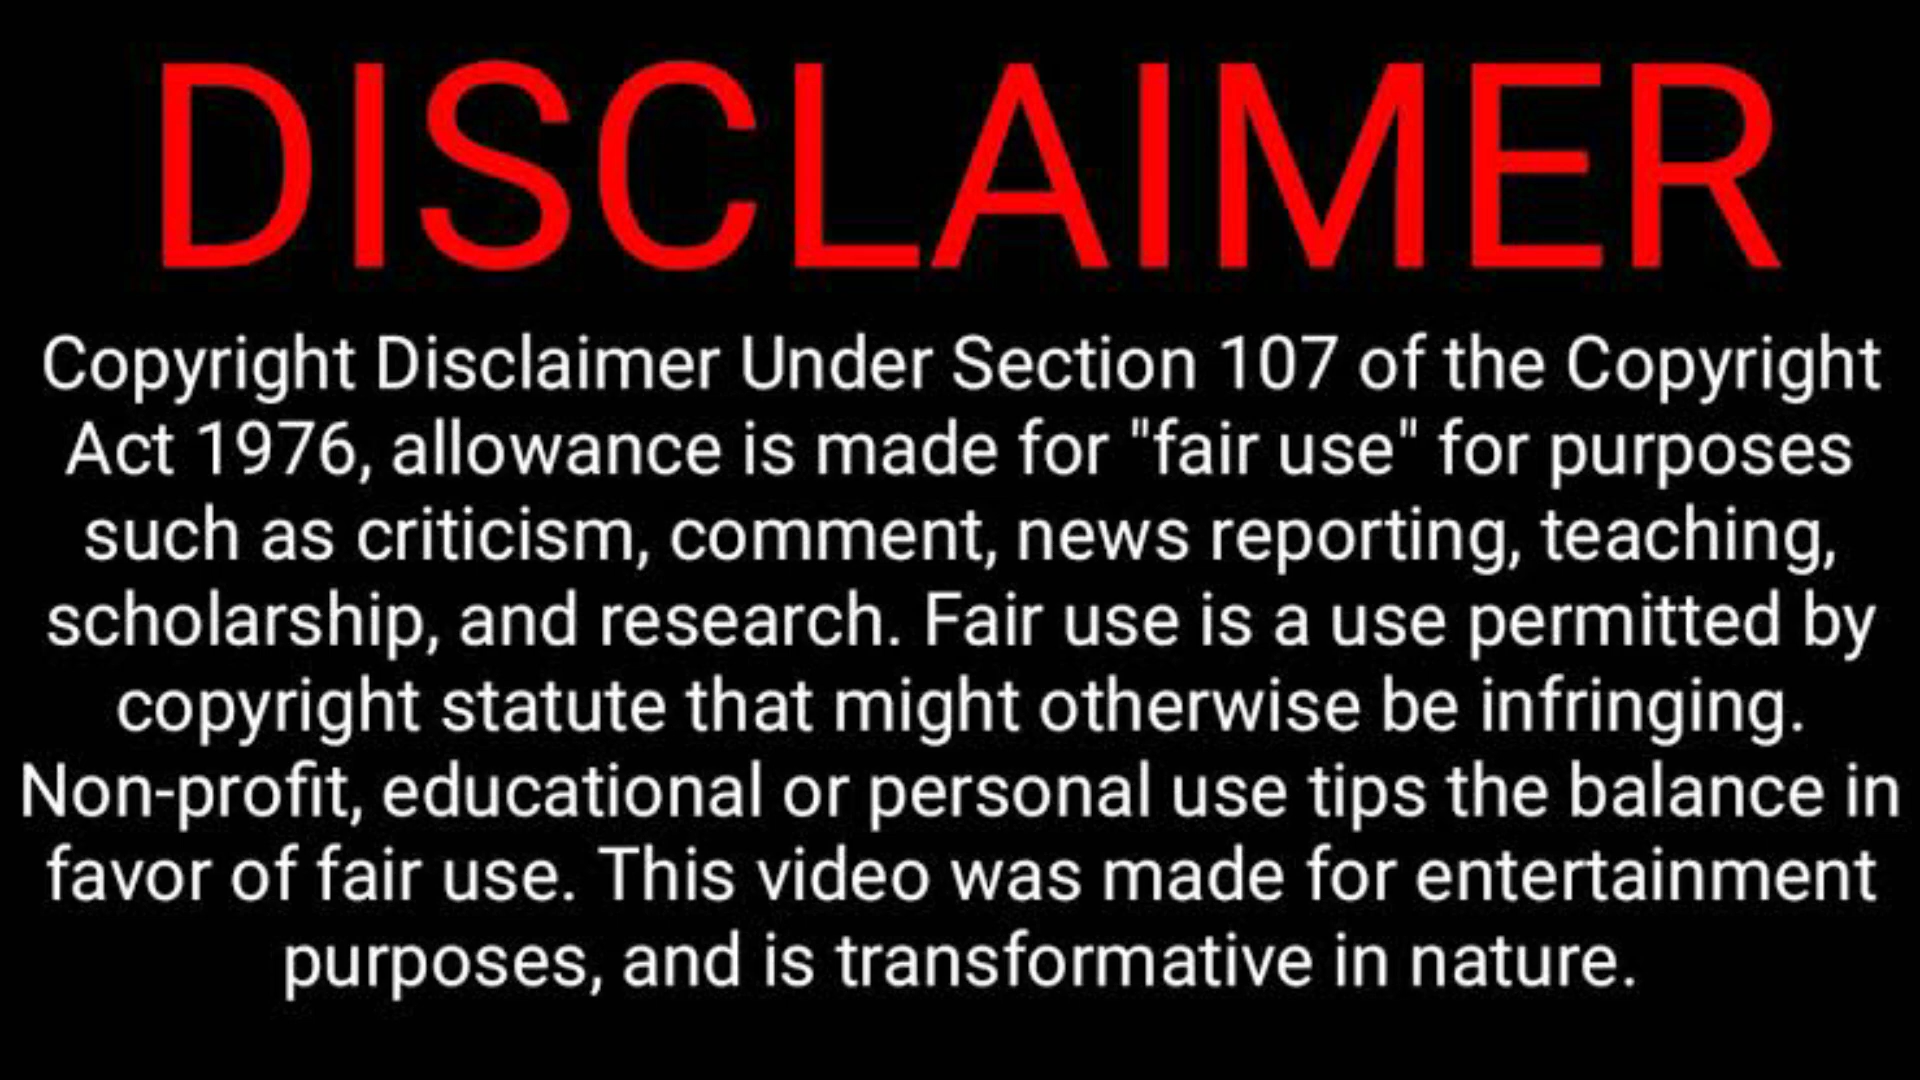 DISCLAIMER
Copyright Disclaimer Under Section 107 of the Copyright
Act 1976, allowance is made for "fair use" for purposes
such as criticism, comment, news reporting, teaching,
scholarship, and research. Fair use is a use permitted by
copyright statute that might otherwise be infringing.
Non-profit, educational or personal use tips the balance in
favor of fair use. This video was made for entertainment
purposes, and is transformative in nature.